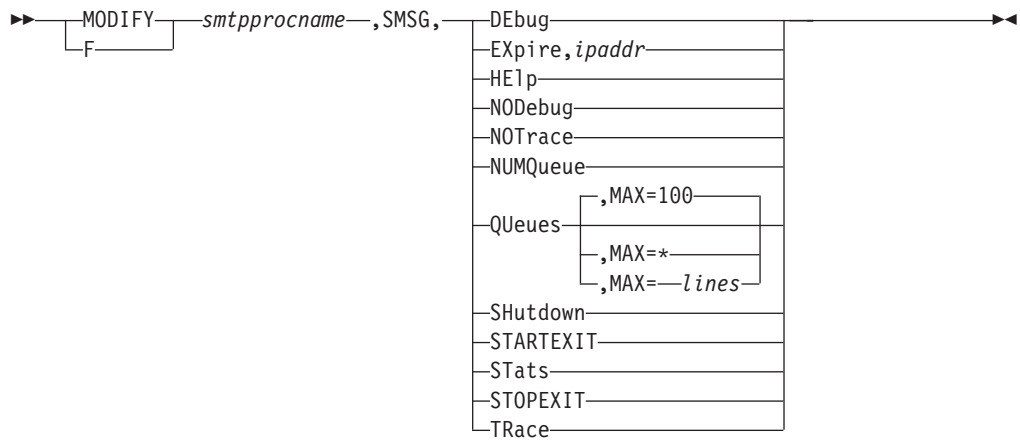 MODIFY smtpprocname ,SMSG, DEbug
F EXpire,ipaddr
HElp
NODebug
NOTrace
NUMQueue
,MAX=100
QUeues
,MAX=*
,MAX= lines
SHutdown
STARTEXIT
STats
STOPEXIT
TRace